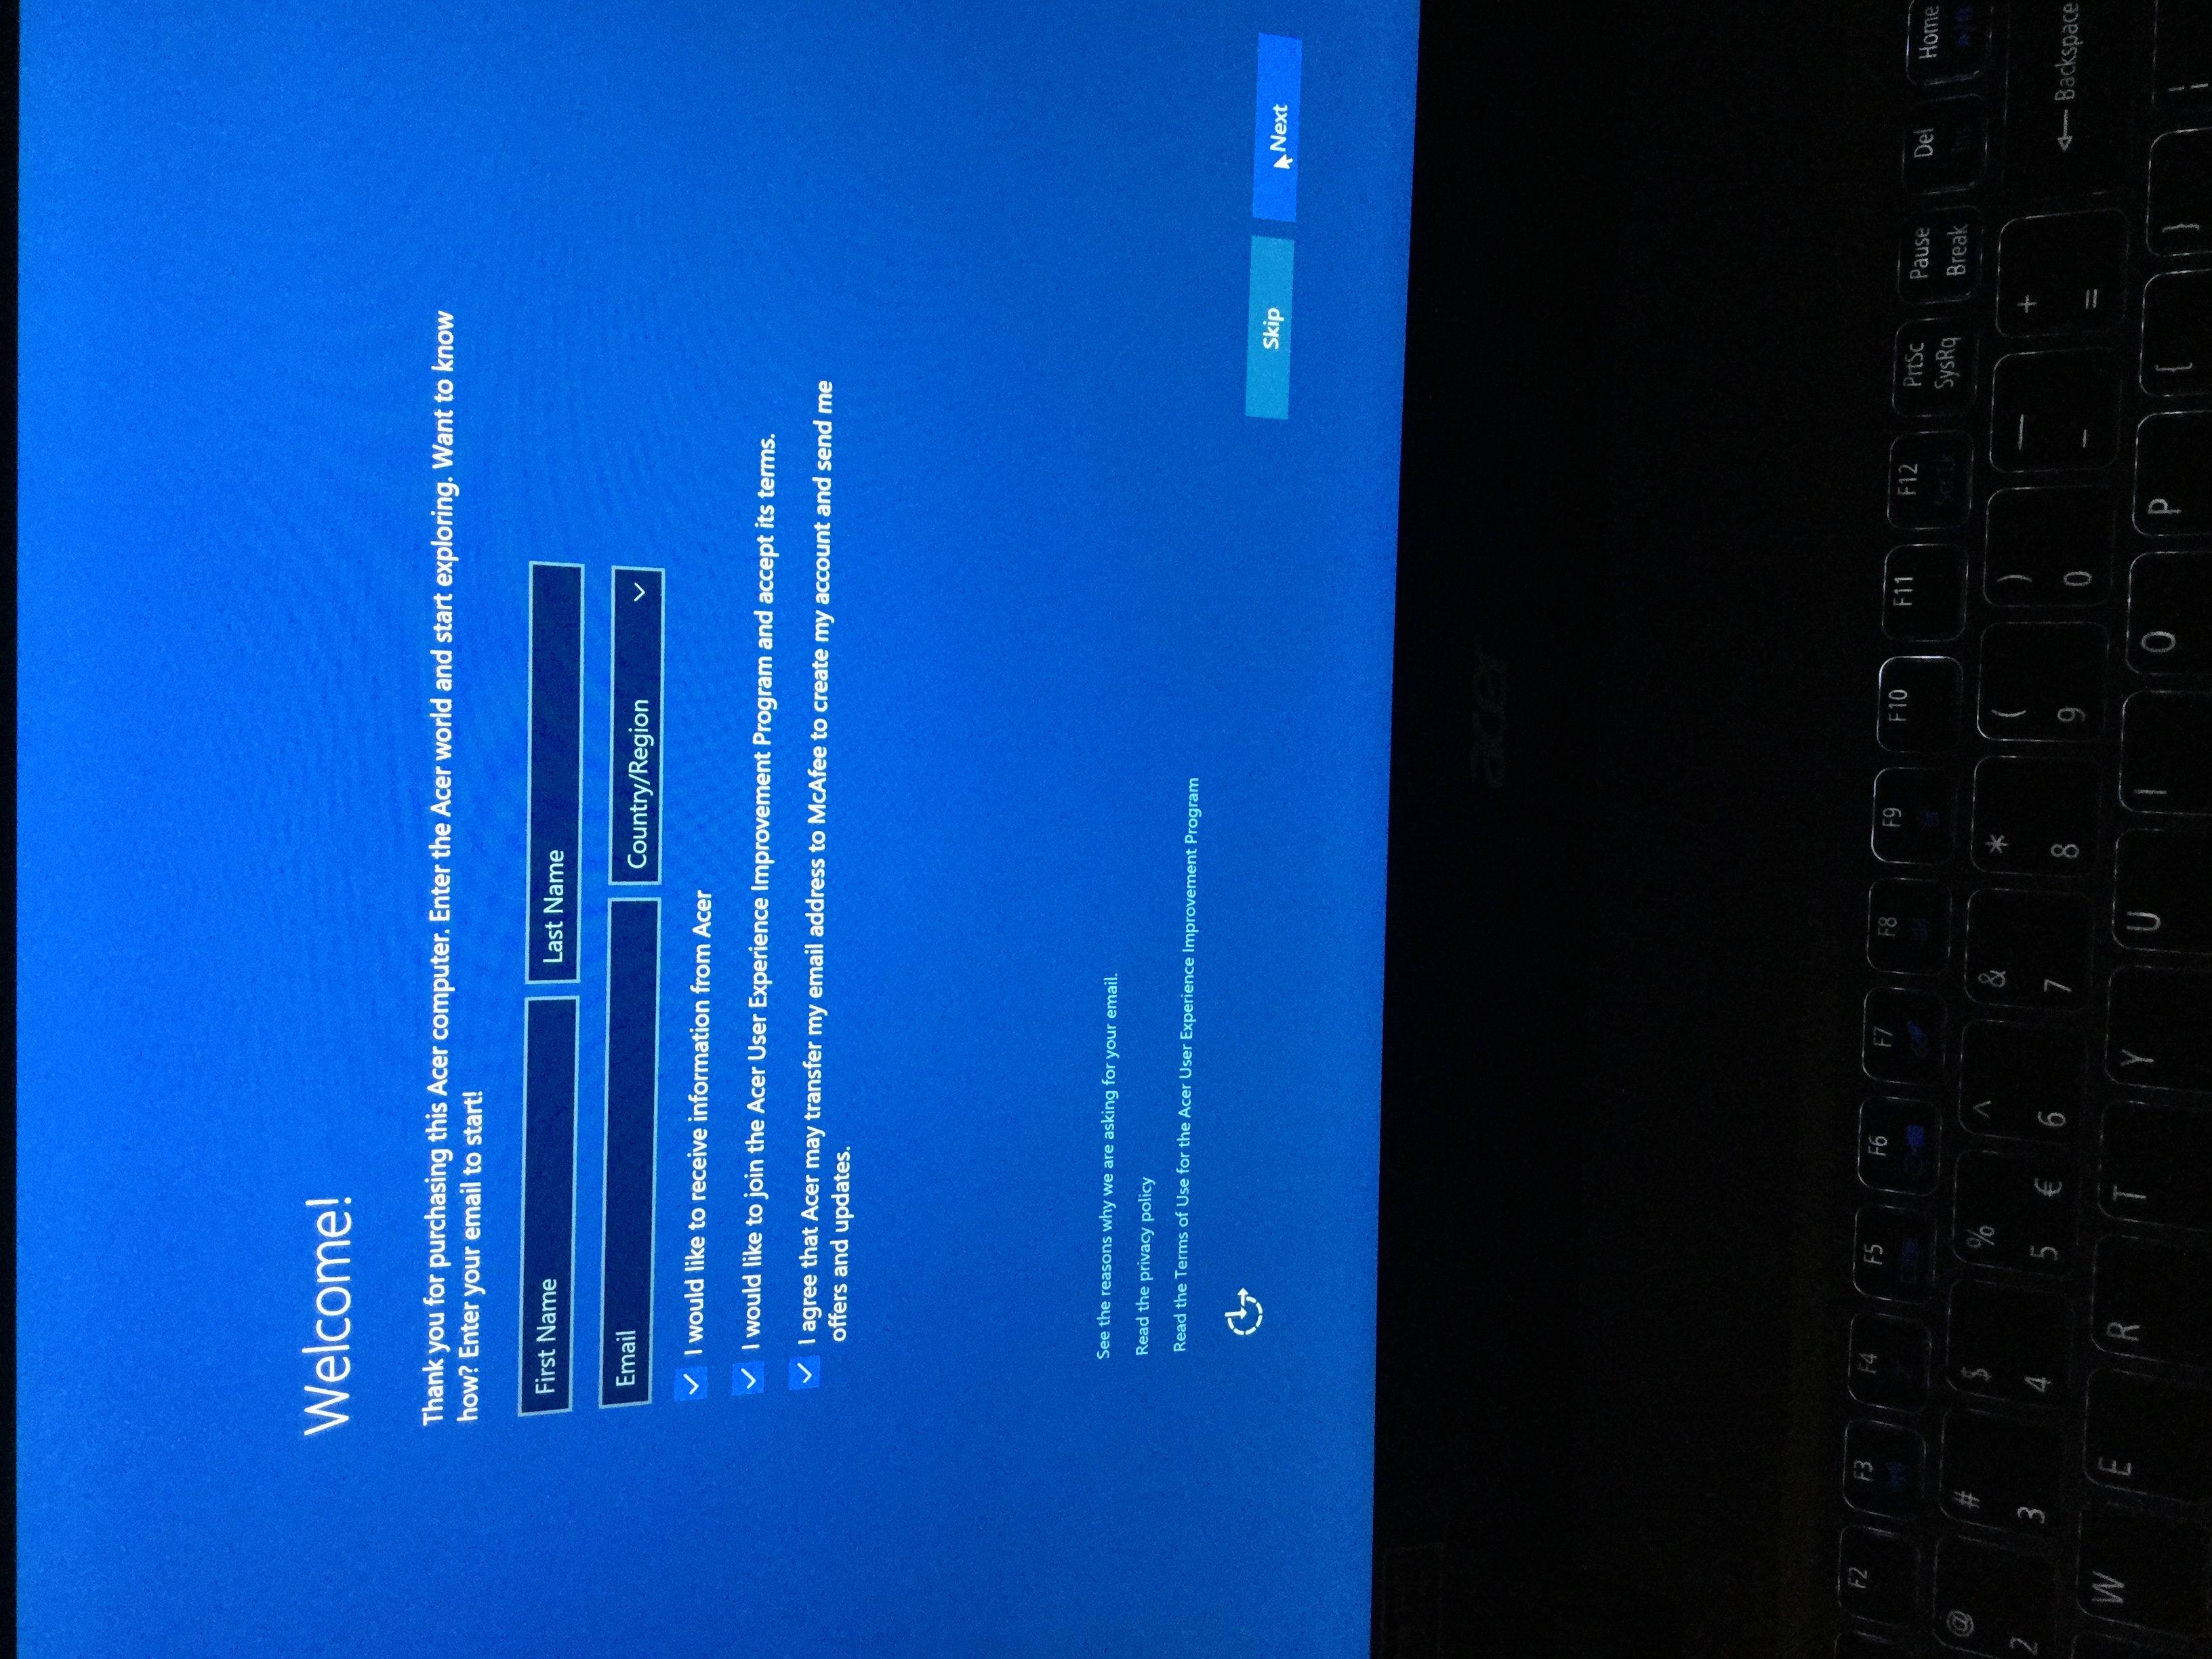 Welcome!
Thank you for purchasing this Acer computer. Enter the Acer world and start exploring. Want to know
how? Enter your email to start!
First Name Last Name
Email Country/Region
I would like to receive information from Acer
I would like to join the Acer User Experience Improvement Program and accept its terms.
I agree that Acer may transfer my email address to McAfee to create my account and send me
offers and updates.
See the reasons why we are asking for your email.
Read the privacy policy
Read the Terms of Use for the Acer User Experience Improvement Program
Skip Next
acer
F2 F3 F4 F5 F6 F7 F8 F9 F10 F11 F12 PrtSc Pause Del Home
SysRq Break
@ # $ % ^ & * ( ) — +
2 3 4 5 € 6 7 8 9 0 - = Backspace
W E R T Y U I O P { }